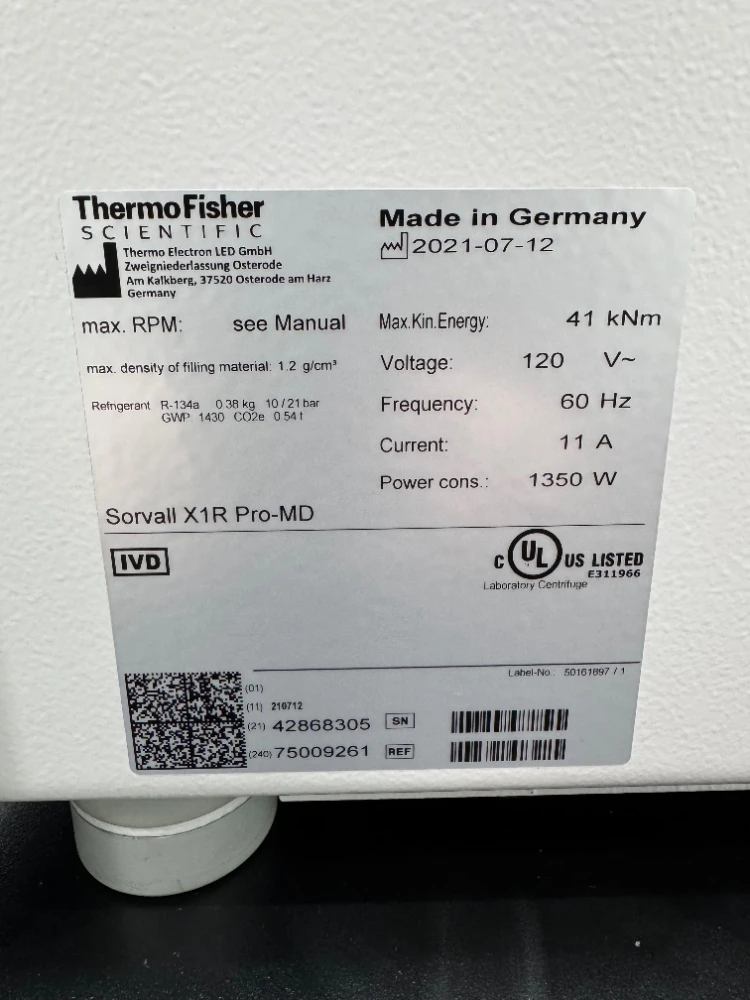 ThermoFisher
SCIENTIFIC
Thermo Electron LED GmbH
Zweigniederlassung Osterode
Am Kalkberg, 37520 Osterode am Harz
Germany
Made in Germany
2021-07-12
max. RPM: see Manual
max. density of filling material: 1.2 g/cm³
Refrigerant R-134a 0.38 kg 10 / 21 bar
GWP 1430 CO2e 0.54 t
Max.Kin.Energy: 41 kNm
Voltage: 120 V~
Frequency: 60 Hz
Current: 11 A
Power cons.: 1350 W
Sorvall X1R Pro-MD
IVD
C UL US LISTED
E311966
Laboratory Centrifuge
Label-No.: 50161897 / 1
(01)
(11) 210712
(21) 42868305 SN
(240) 75009261 REF